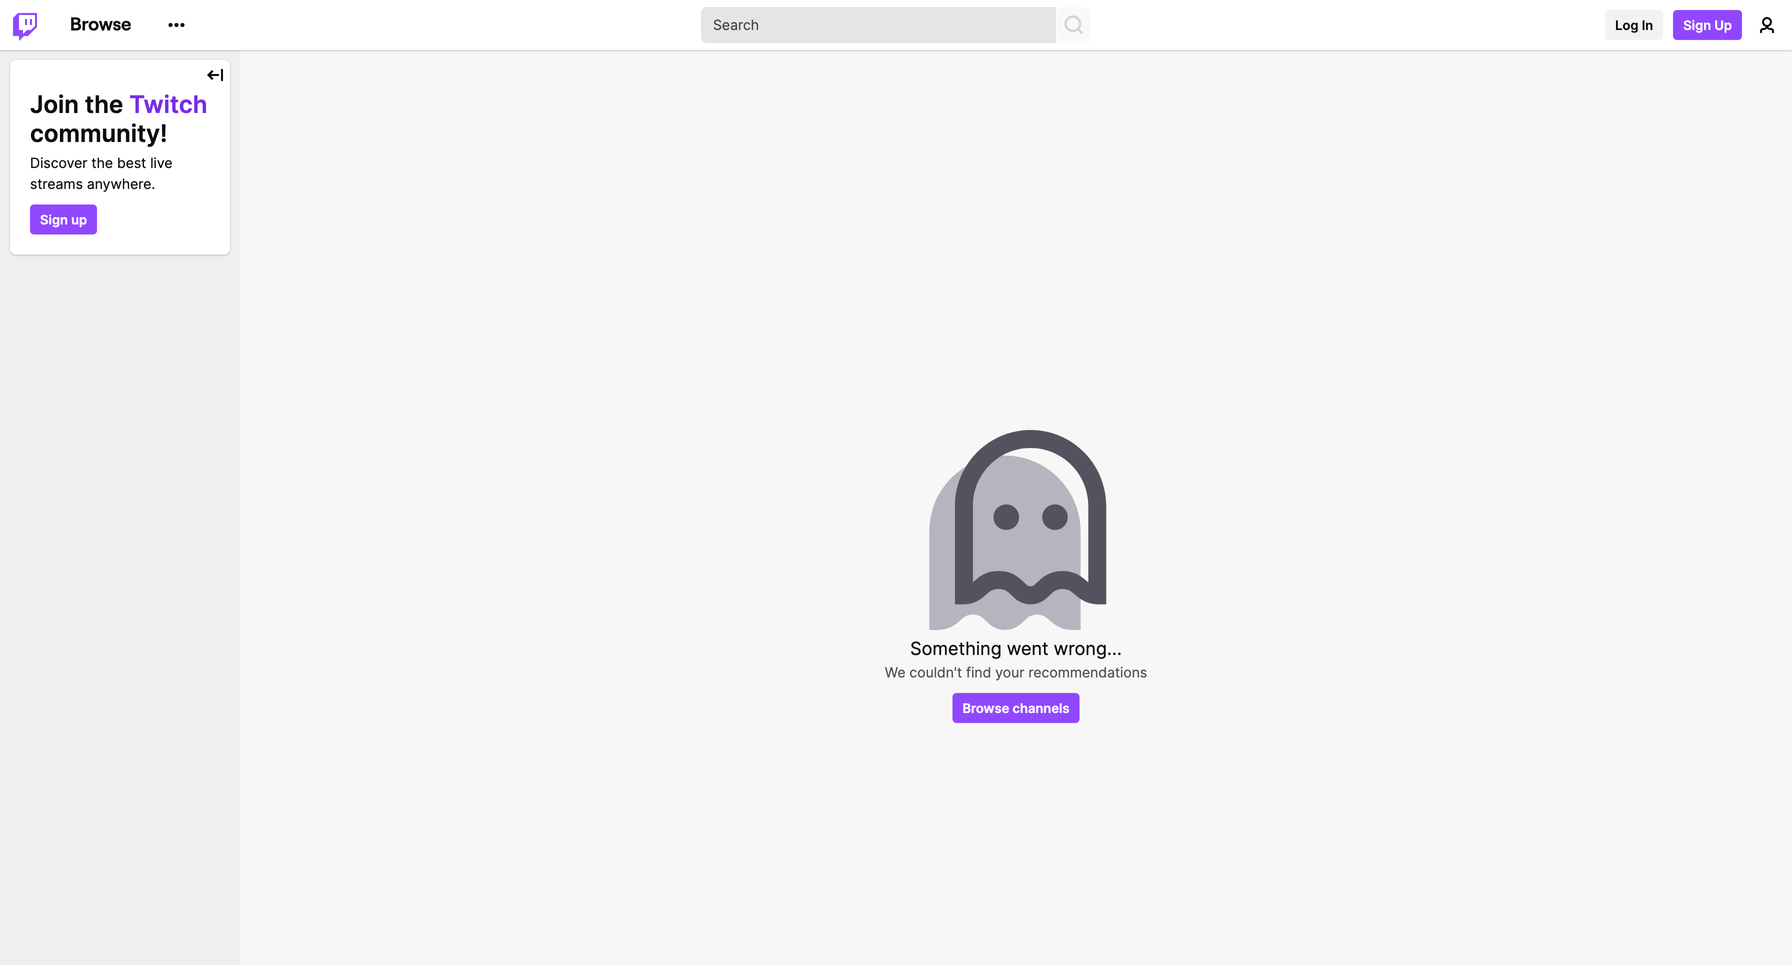 Browse
Search
Log In
Sign Up
Join the Twitch
community!
Discover the best live
streams anywhere.
Sign up
Something went wrong...
We couldn't find your recommendations
Browse channels